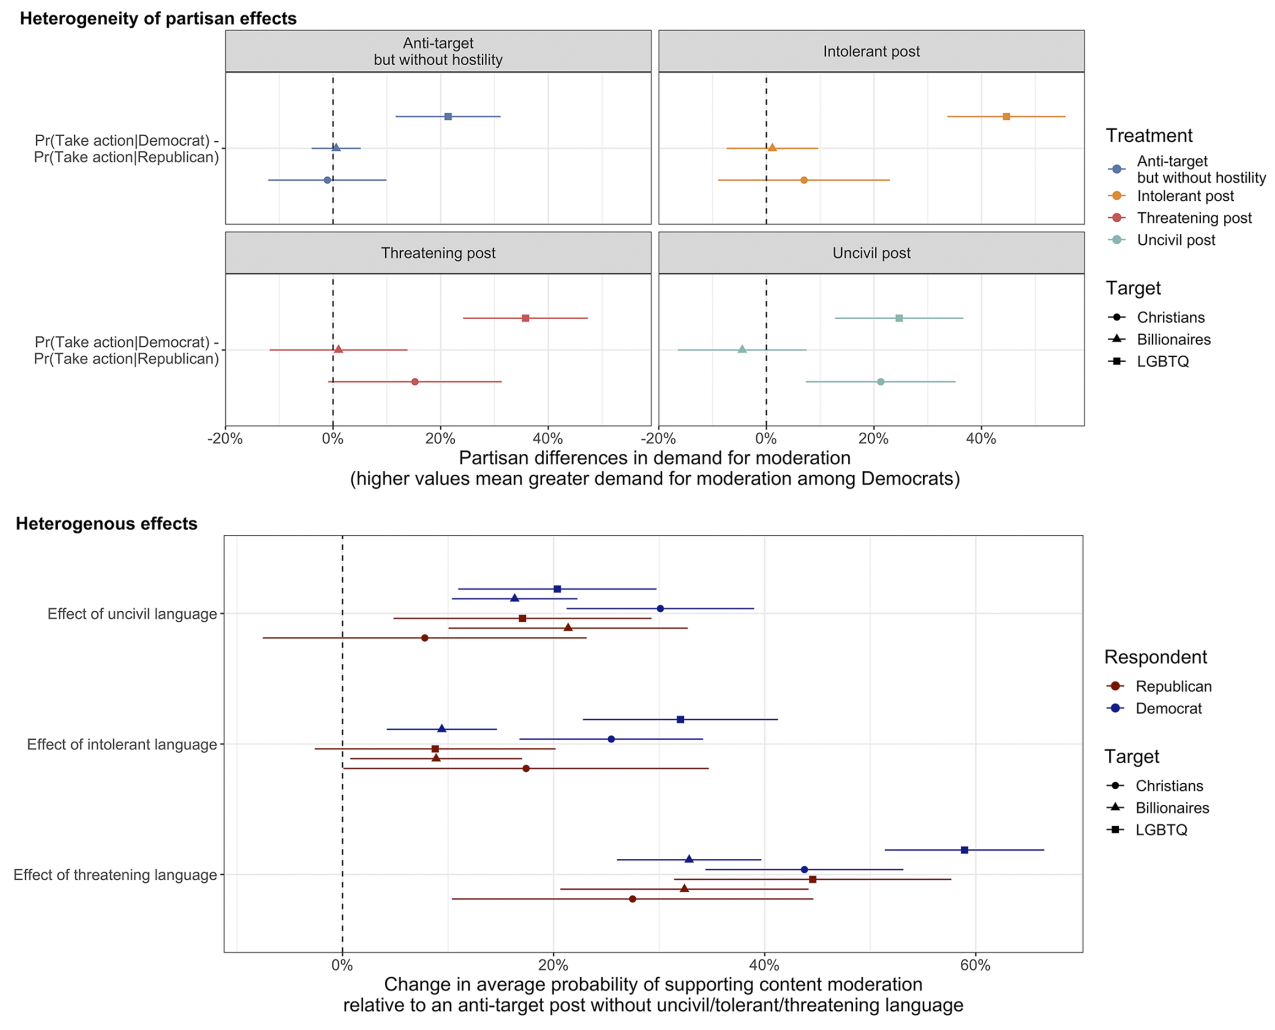 Heterogeneity of partisan effects
Anti-target
but without hostility
Intolerant post
Pr(Take action|Democrat) -
Pr(Take action|Republican)
Threatening post
Uncivil post
Pr(Take action|Democrat) -
Pr(Take action|Republican)
-20% 0% 20% 40% -20% 0% 20% 40%
Partisan differences in demand for moderation
(higher values mean greater demand for moderation among Democrats)
Treatment
Anti-target
but without hostility
Intolerant post
Threatening post
Uncivil post
Target
Christians
Billionaires
LGBTQ
Heterogenous effects
Effect of uncivil language
Effect of intolerant language
Effect of threatening language
0% 20% 40% 60%
Change in average probability of supporting content moderation
relative to an anti-target post without uncivil/tolerant/threatening language
Respondent
Republican
Democrat
Target
Christians
Billionaires
LGBTQ